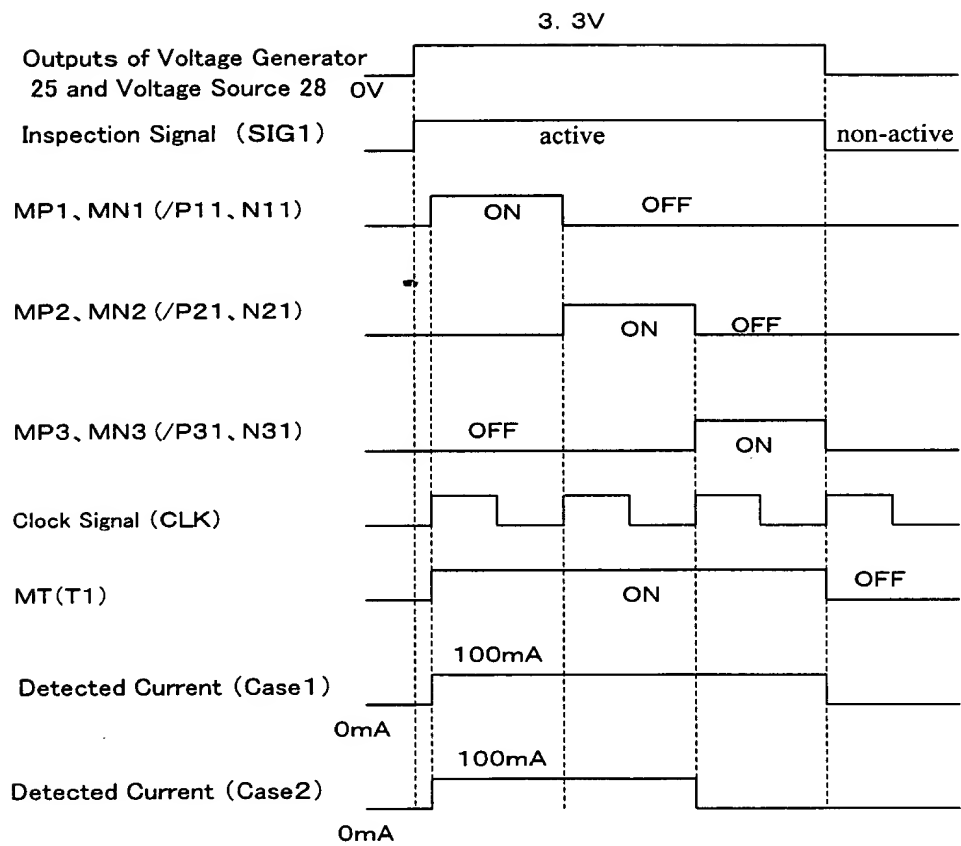 3. 3V
Outputs of Voltage Generator
25 and Voltage Source 28 0V
Inspection Signal (SIG1) active non-active
MP1、MN1 (/P11、N11) ON OFF
MP2、MN2 (/P21、N21) ON OFF
MP3、MN3 (/P31、N31) OFF ON
Clock Signal (CLK)
MT(T1) ON OFF
100mA
Detected Current (Case1)
0mA
100mA
Detected Current (Case2)
0mA